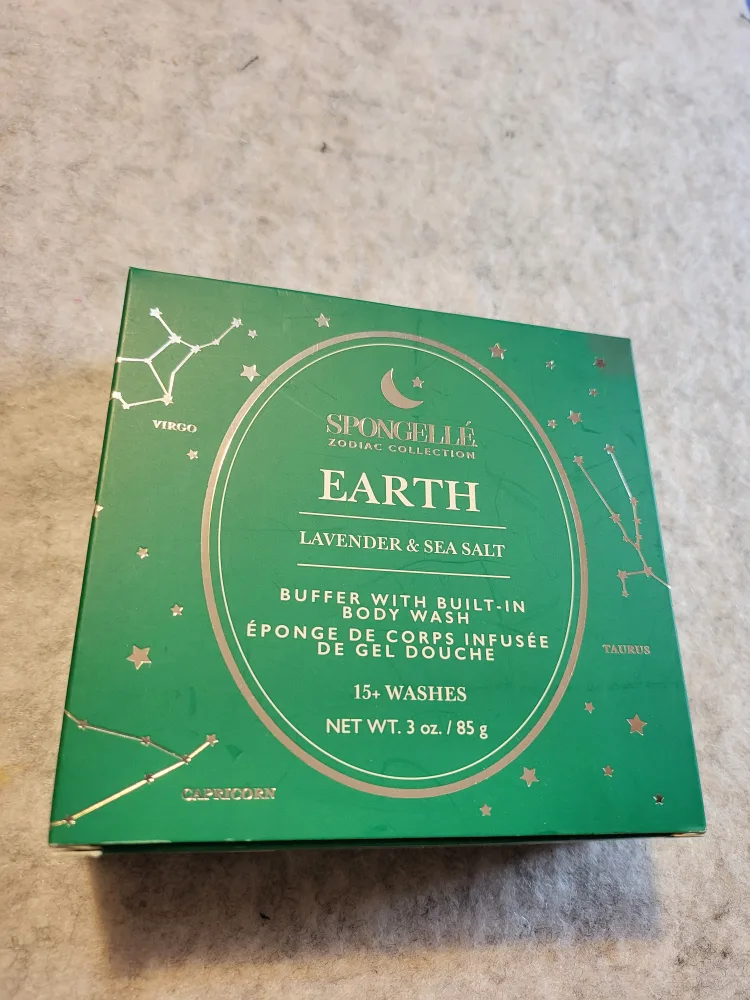 VIRGO
SPONGELLÉ
ZODIAC COLLECTION
EARTH
LAVENDER & SEA SALT
BUFFER WITH BUILT-IN
BODY WASH
ÉPONGE DE CORPS INFUSÉE
DE GEL DOUCHE
15+ WASHES
NET WT. 3 oz. / 85 g
TAURUS
CAPRICORN